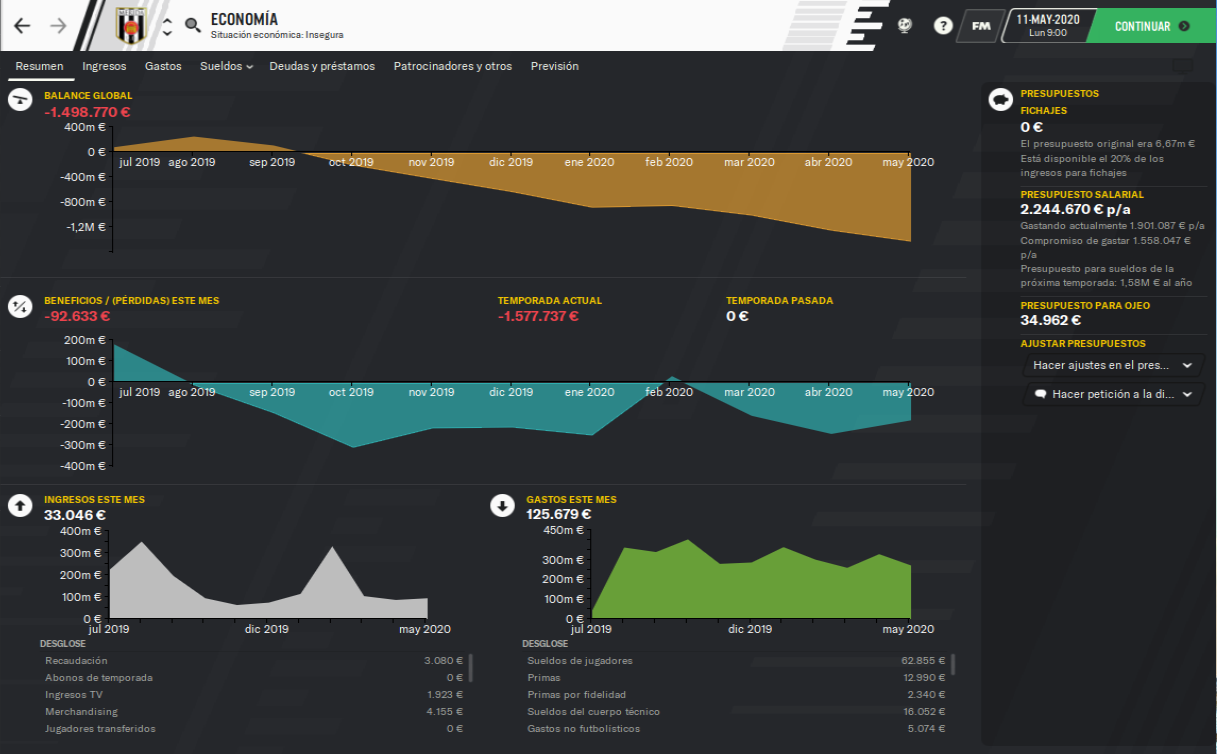 ECONOMÍA
Situación económica: Insegura
FM
11-MAY-2020
Lun 9:00
CONTINUAR
Resumen
Ingresos
Gastos
Sueldos
Deudas y préstamos
Patrocinadores y otros
Previsión
BALANCE GLOBAL
-1.498.770 €
400m €
0 €
-400m €
-800m €
-1,2M €
jul 2019
ago 2019
sep 2019
oct 2019
nov 2019
dic 2019
ene 2020
feb 2020
mar 2020
abr 2020
may 2020
BENEFICIOS / (PÉRDIDAS) ESTE MES
-92.633 €
TEMPORADA ACTUAL
-1.577.737 €
TEMPORADA PASADA
0 €
200m €
100m €
0 €
-100m €
-200m €
-300m €
-400m €
jul 2019
ago 2019
sep 2019
oct 2019
nov 2019
dic 2019
ene 2020
feb 2020
mar 2020
abr 2020
may 2020
INGRESOS ESTE MES
33.046 €
400m €
300m €
200m €
100m €
0 €
jul 2019
dic 2019
may 2020
DESGLOSE
Recaudación 3.080 €
Abonos de temporada 0 €
Ingresos TV 1.923 €
Merchandising 4.155 €
Jugadores transferidos 0 €
GASTOS ESTE MES
125.679 €
450m €
300m €
200m €
100m €
0 €
jul 2019
dic 2019
may 2020
DESGLOSE
Sueldos de jugadores 62.855 €
Primas 12.990 €
Primas por fidelidad 2.340 €
Sueldos del cuerpo técnico 16.052 €
Gastos no futbolísticos 5.074 €
PRESUPUESTOS
FICHAJES
0 €
El presupuesto original era 6,67m €
Está disponible el 20% de los
ingresos para fichajes
PRESUPUESTO SALARIAL
2.244.670 € p/a
Gastando actualmente 1.901.087 € p/a
Compromiso de gastar 1.558.047 €
p/a
Presupuesto para sueldos de la
próxima temporada: 1,58M € al año
PRESUPUESTO PARA OJEO
34.962 €
AJUSTAR PRESUPUESTOS
Hacer ajustes en el pres...
Hacer petición a la di...